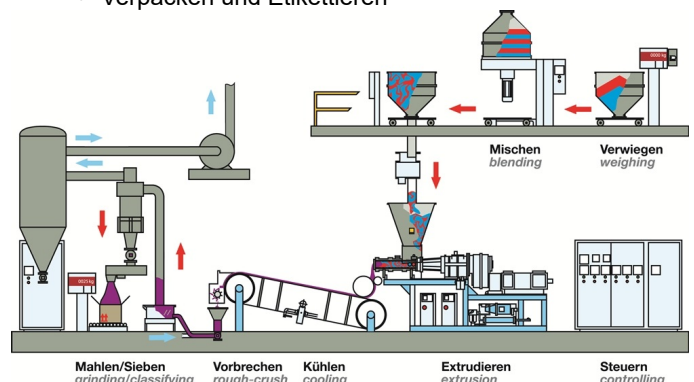 Verpacken und Etikettieren
Mischen
blending
Verwiegen
weighing
Mahlen/Sieben
grinding/classifying
Vorbrechen
rough-crush
Kühlen
cooling
Extrudieren
extrusion
Steuern
controlling